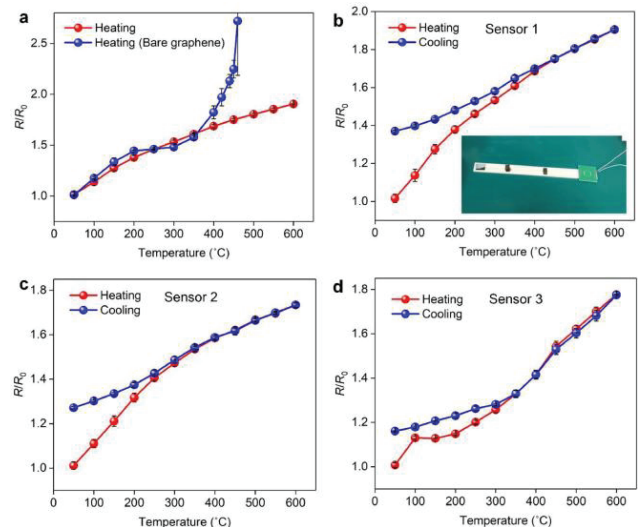 a
Heating
Heating (Bare graphene)
2.5
2.0
1.5
1.0
R/R0
0 100 200 300 400 500 600
Temperature (˚C)
b
Heating
Cooling
Sensor 1
2.0
1.8
1.6
1.4
1.2
1.0
R/R0
0 100 200 300 400 500 600
Temperature (˚C)
c
Heating
Cooling
Sensor 2
1.8
1.6
1.4
1.2
1.0
R/R0
0 100 200 300 400 500 600
Temperature (˚C)
d
Heating
Cooling
Sensor 3
1.8
1.6
1.4
1.2
1.0
R/R0
0 100 200 300 400 500 600
Temperature (˚C)